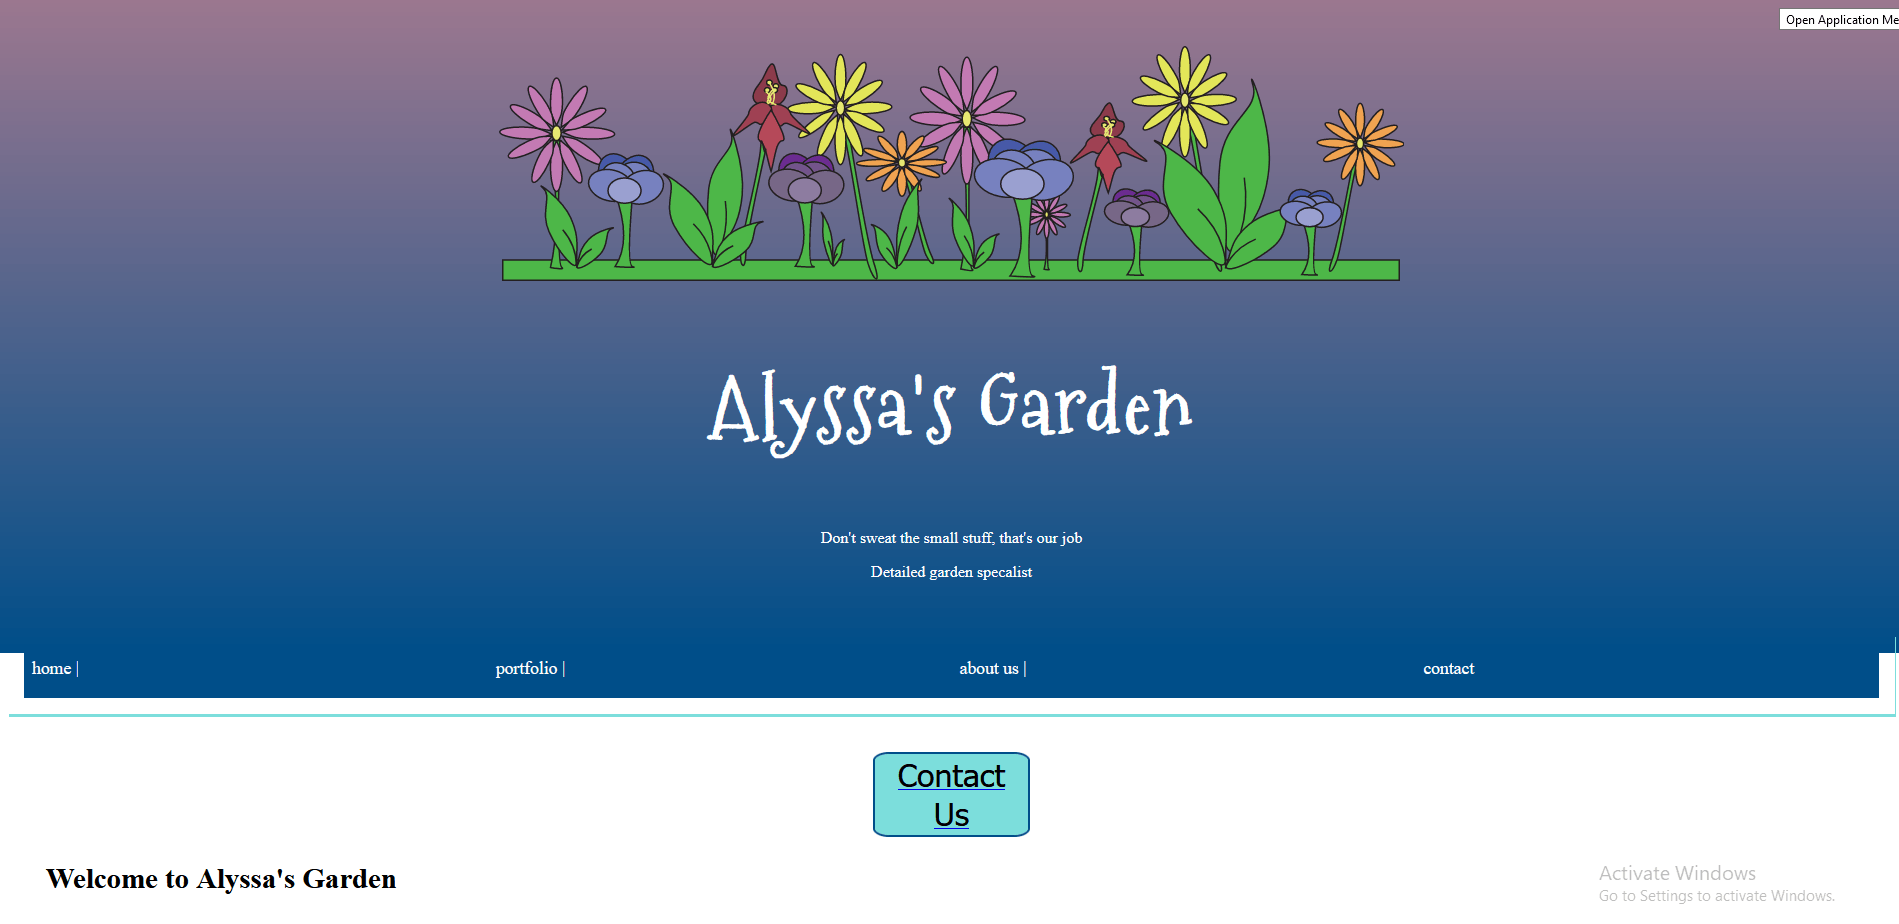 Open Application Me
Alyssa's Garden
Don't sweat the small stuff, that's our job
Detailed garden specalist
home | portfolio | about us | contact
Contact
Us
Welcome to Alyssa's Garden
Activate Windows
Go to Settings to activate Windows.